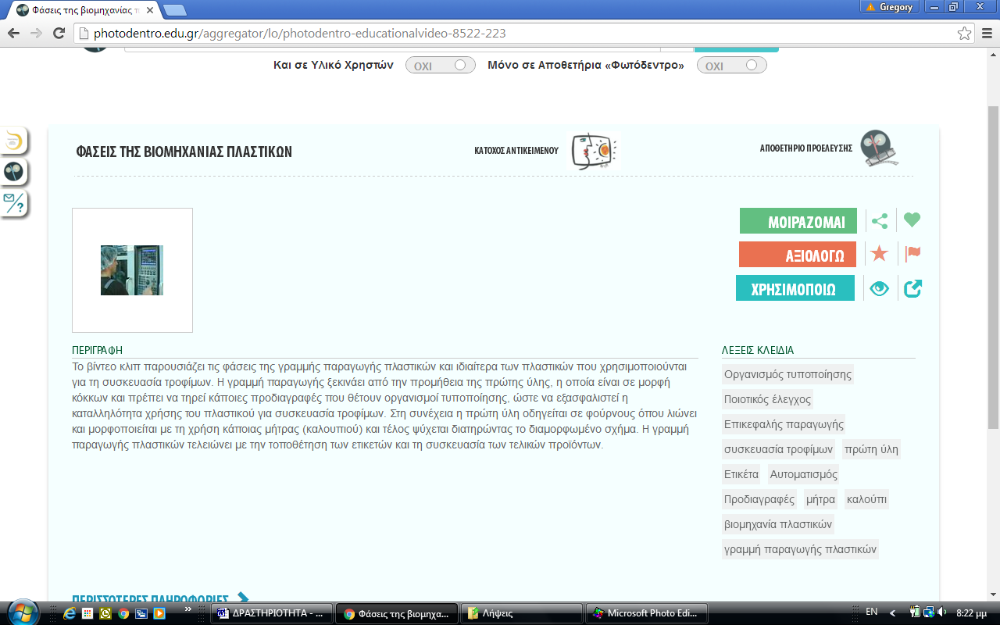 Φάσεις της βιομηχανίας π
Gregory
photodentro.edu.gr/aggregator/lo/photodentro-educationalvideo-8522-223
Και σε Υλικό Χρηστών ΟΧΙ Μόνο σε Αποθετήρια «Φωτόδεντρο» ΟΧΙ
ΦΑΣΕΙΣ ΤΗΣ ΒΙΟΜΗΧΑΝΙΑΣ ΠΛΑΣΤΙΚΩΝ
ΚΑΤΟΧΟΣ ΑΝΤΙΚΕΙΜΕΝΟΥ
ΑΠΟΘΕΤΗΡΙΟ ΠΡΟΕΛΕΥΣΗΣ
ΜΟΙΡΑΖΟΜΑΙ
ΑΞΙΟΛΟΓΩ
ΧΡΗΣΙΜΟΠΟΙΩ
ΠΕΡΙΓΡΑΦΗ
Το βίντεο κλιπ παρουσιάζει τις φάσεις της γραμμής παραγωγής πλαστικών και ιδιαίτερα των πλαστικών που χρησιμοποιούνται
για τη συσκευασία τροφίμων. Η γραμμή παραγωγής ξεκινάει από την προμήθεια της πρώτης ύλης, η οποία είναι σε μορφή
κόκκων και πρέπει να τηρεί κάποιες προδιαγραφές που θέτουν οργανισμοί τυποποίησης, ώστε να εξασφαλιστεί η
καταλληλότητα χρήσης του πλαστικού για συσκευασία τροφίμων. Στη συνέχεια η πρώτη ύλη οδηγείται σε φούρνους όπου λιώνει
και μορφοποιείται με τη χρήση κάποιας μήτρας (καλουπιού) και τέλος ψύχεται διατηρώντας το διαμορφωμένο σχήμα. Η γραμμή
παραγωγής πλαστικών τελειώνει με την τοποθέτηση των ετικετών και τη συσκευασία των τελικών προϊόντων.
ΛΕΞΕΙΣ ΚΛΕΙΔΙΑ
Οργανισμός τυποποίησης
Ποιοτικός έλεγχος
Επικεφαλής παραγωγής
συσκευασία τροφίμων πρώτη ύλη
Ετικέτα Αυτοματισμός
Προδιαγραφές μήτρα καλούπι
βιομηχανία πλαστικών
γραμμή παραγωγής πλαστικών
ΠΕΡΙΣΣΟΤΕΡΕΣ ΠΛΗΡΟΦΟΡΙΕΣ
ΔΡΑΣΤΗΡΙΟΤΗΤΑ - ... Φάσεις της βιομηχα... Λήψεις Microsoft Photo Edi... EN 8:22 μμ